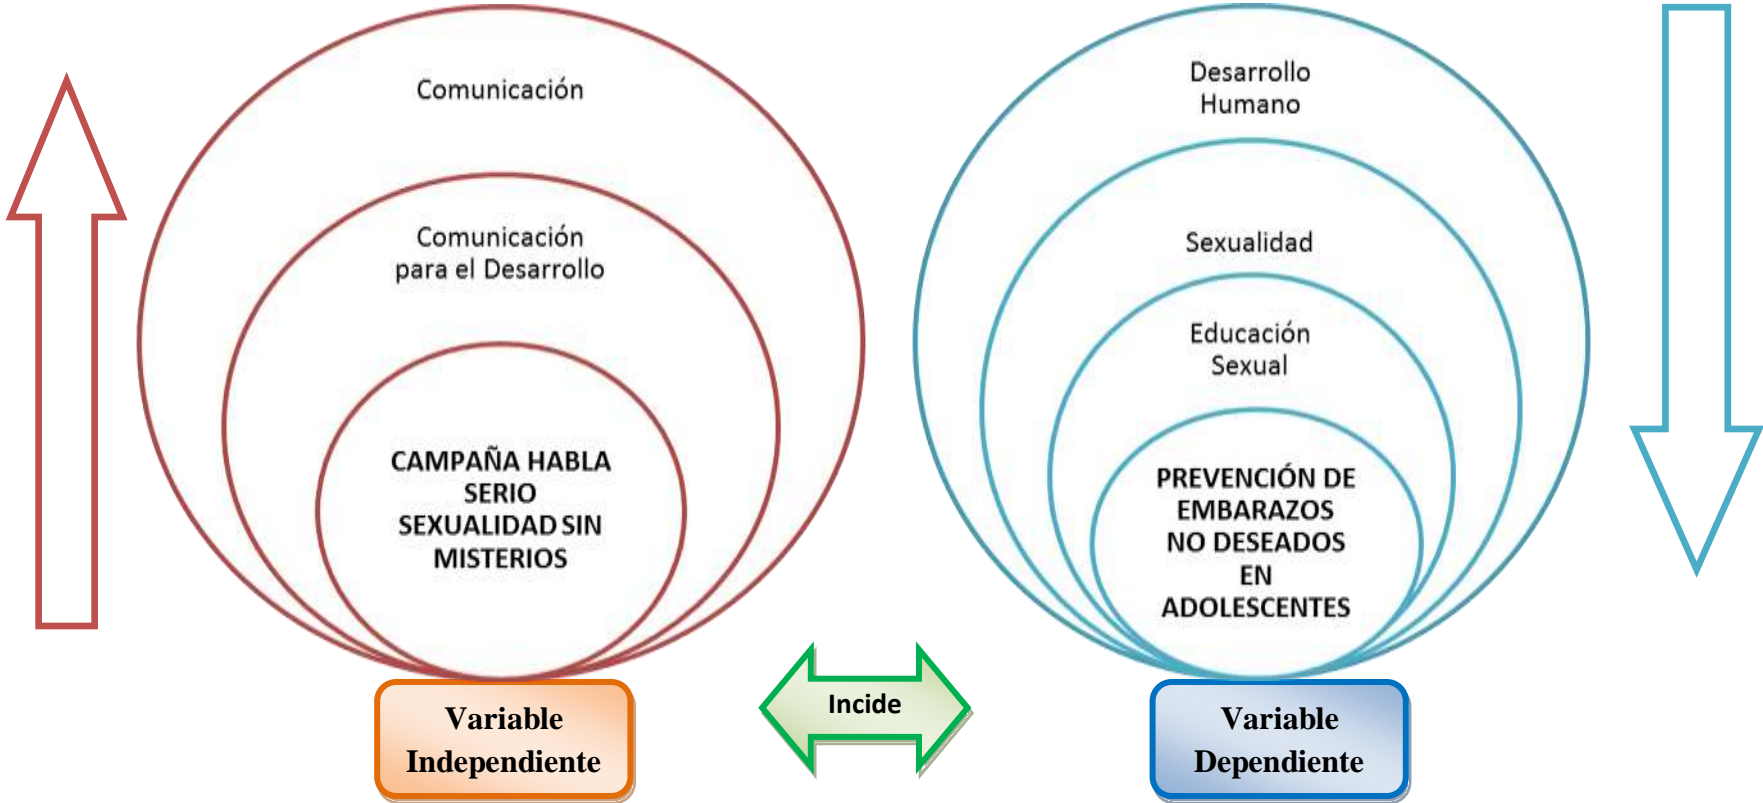 Comunicación
Comunicación
para el Desarrollo
CAMPAÑA HABLA
SERIO
SEXUALIDAD SIN
MISTERIOS
Variable
Independiente
Incide
Desarrollo
Humano
Sexualidad
Educación
Sexual
PREVENCIÓN DE
EMBARAZOS
NO DESEADOS
EN
ADOLESCENTES
Variable
Dependiente